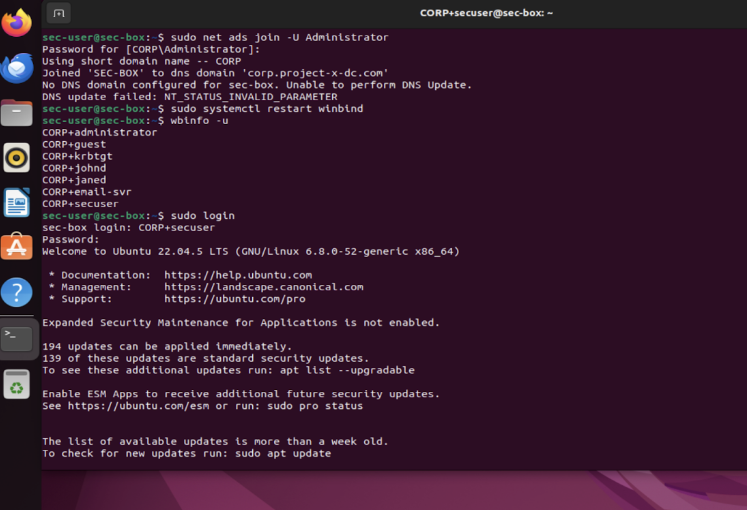 CORP+secuser@sec-box: ~
sec-user@sec-box:~$ sudo net ads join -U Administrator
Password for [CORP\Administrator]:
Using short domain name -- CORP
Joined 'SEC-BOX' to dns domain 'corp.project-x-dc.com'
No DNS domain configured for sec-box. Unable to perform DNS Update.
DNS update failed: NT_STATUS_INVALID_PARAMETER
sec-user@sec-box:~$ sudo systemctl restart winbind
sec-user@sec-box:~$ wbinfo -u
CORP+administrator
CORP+guest
CORP+krbtgt
CORP+johnd
CORP+janed
CORP+email-svr
CORP+secuser
sec-user@sec-box:~$ sudo login
sec-box login: CORP+secuser
Password:
Welcome to Ubuntu 22.04.5 LTS (GNU/Linux 6.8.0-52-generic x86_64)
* Documentation:  https://help.ubuntu.com
* Management:     https://landscape.canonical.com
* Support:        https://ubuntu.com/pro
Expanded Security Maintenance for Applications is not enabled.
194 updates can be applied immediately.
139 of these updates are standard security updates.
To see these additional updates run: apt list --upgradable
Enable ESM Apps to receive additional future security updates.
See https://ubuntu.com/esm or run: sudo pro status
The list of available updates is more than a week old.
To check for new updates run: sudo apt update